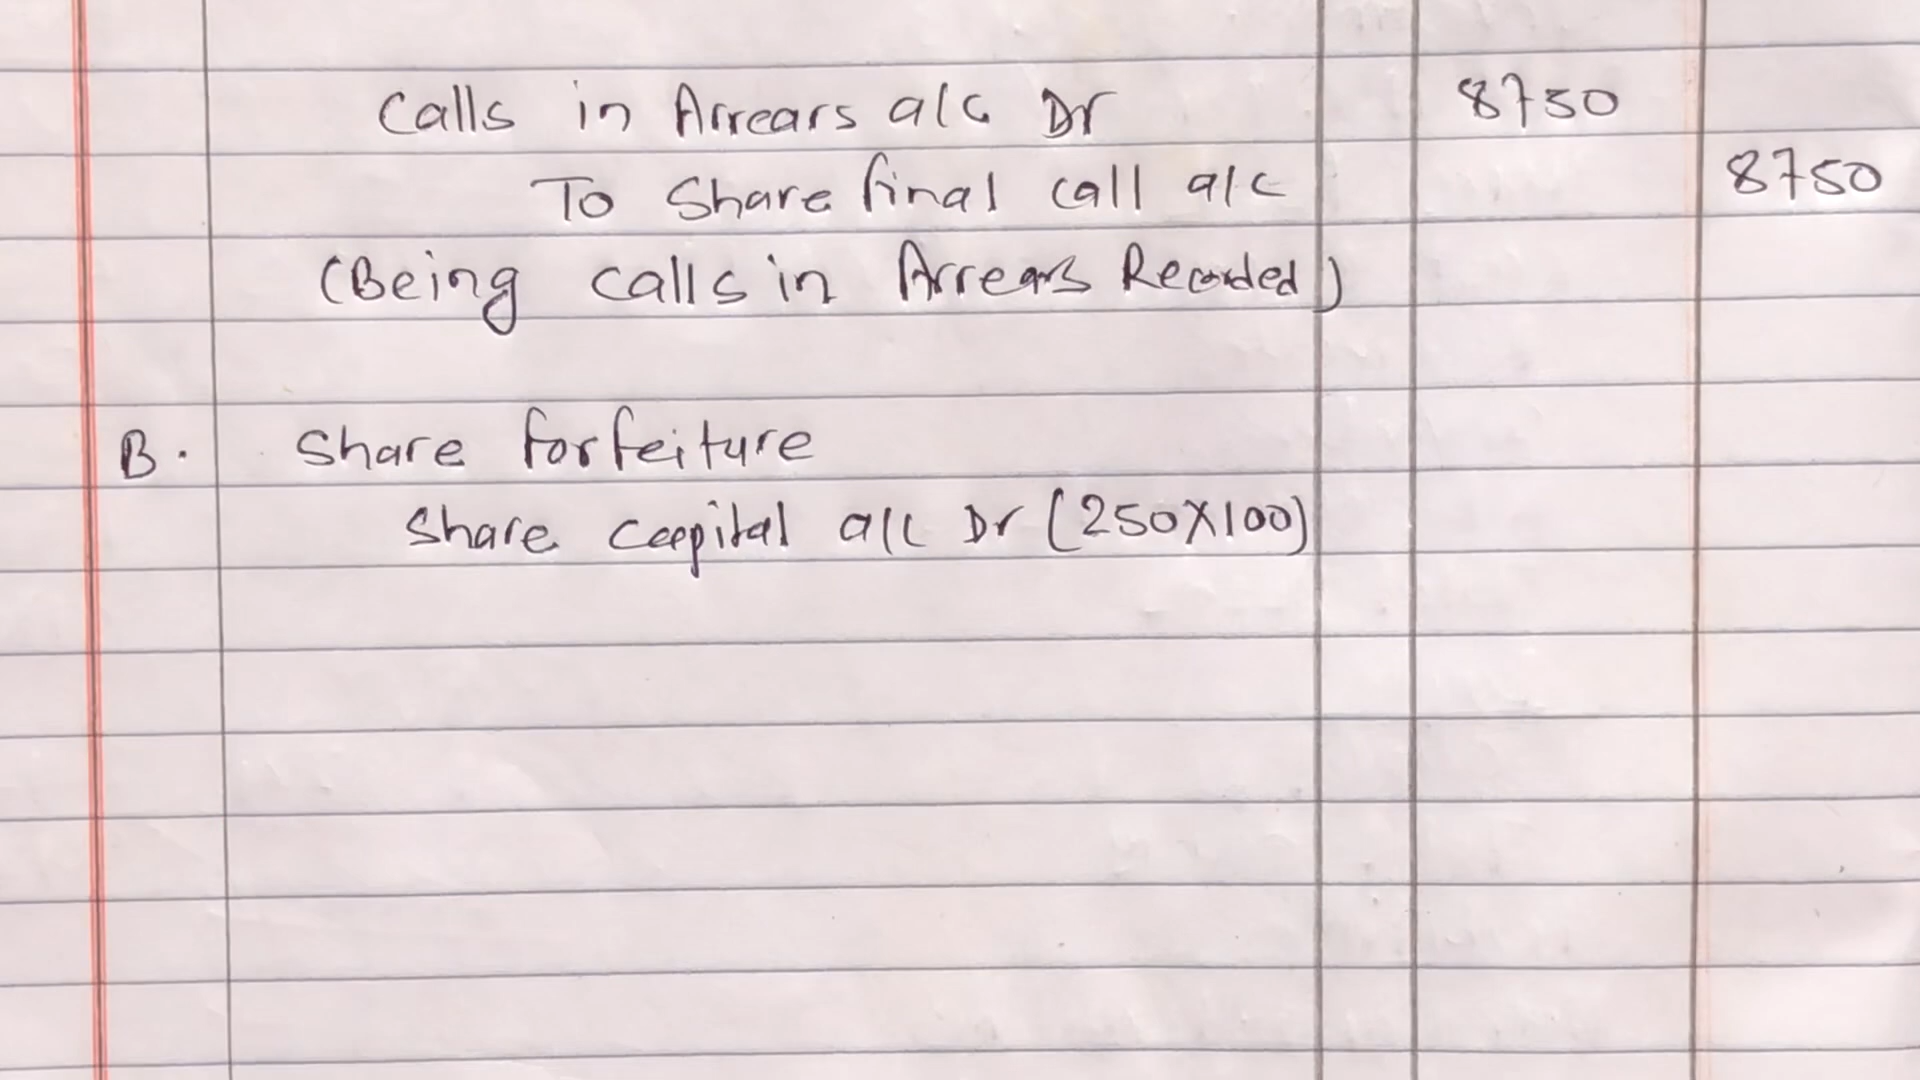 Calls in Arrears a/c Dr 8750
To Share final call a/c 8750
(Being calls in Arrears Recorded)
B. Share forfeiture
Share capital a/c Dr (250X100)